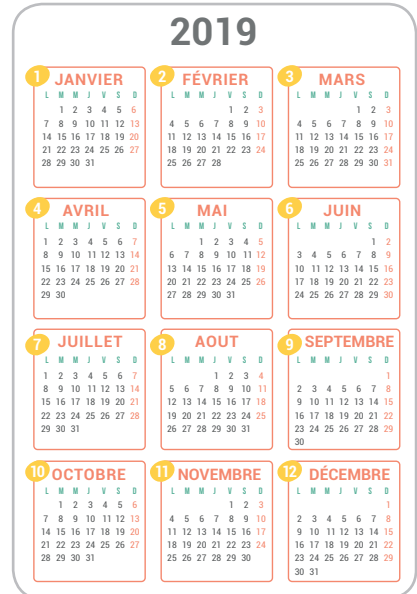 2019
1 JANVIER
L M M J V S D
1 2 3 4 5 6
7 8 9 10 11 12 13
14 15 16 17 18 19 20
21 22 23 24 25 26 27
28 29 30 31
2 FÉVRIER
L M M J V S D
1 2 3
4 5 6 7 8 9 10
11 12 13 14 15 16 17
18 19 20 21 22 23 24
25 26 27 28
3 MARS
L M M J V S D
1 2 3
4 5 6 7 8 9 10
11 12 13 14 15 16 17
18 19 20 21 22 23 24
25 26 27 28 29 30 31
4 AVRIL
L M M J V S D
1 2 3 4 5 6 7
8 9 10 11 12 13 14
15 16 17 18 19 20 21
22 23 24 25 26 27 28
29 30
5 MAI
L M M J V S D
1 2 3 4 5
6 7 8 9 10 11 12
13 14 15 16 17 18 19
20 21 22 23 24 25 26
27 28 29 30 31
6 JUIN
L M M J V S D
1 2
3 4 5 6 7 8 9
10 11 12 13 14 15 16
17 18 19 20 21 22 23
24 25 26 27 28 29 30
7 JUILLET
L M M J V S D
1 2 3 4 5 6 7
8 9 10 11 12 13 14
15 16 17 18 19 20 21
22 23 24 25 26 27 28
29 30 31
8 AOUT
L M M J V S D
1 2 3 4
5 6 7 8 9 10 11
12 13 14 15 16 17 18
19 20 21 22 23 24 25
26 27 28 29 30 31
9 SEPTEMBRE
L M M J V S D
1
2 3 4 5 6 7 8
9 10 11 12 13 14 15
16 17 18 19 20 21 22
23 24 25 26 27 28 29
30
10 OCTOBRE
L M M J V S D
1 2 3 4 5 6
7 8 9 10 11 12 13
14 15 16 17 18 19 20
21 22 23 24 25 26 27
28 29 30 31
11 NOVEMBRE
L M M J V S D
1 2 3
4 5 6 7 8 9 10
11 12 13 14 15 16 17
18 19 20 21 22 23 24
25 26 27 28 29 30
12 DÉCEMBRE
L M M J V S D
1
2 3 4 5 6 7 8
9 10 11 12 13 14 15
16 17 18 19 20 21 22
23 24 25 26 27 28 29
30 31